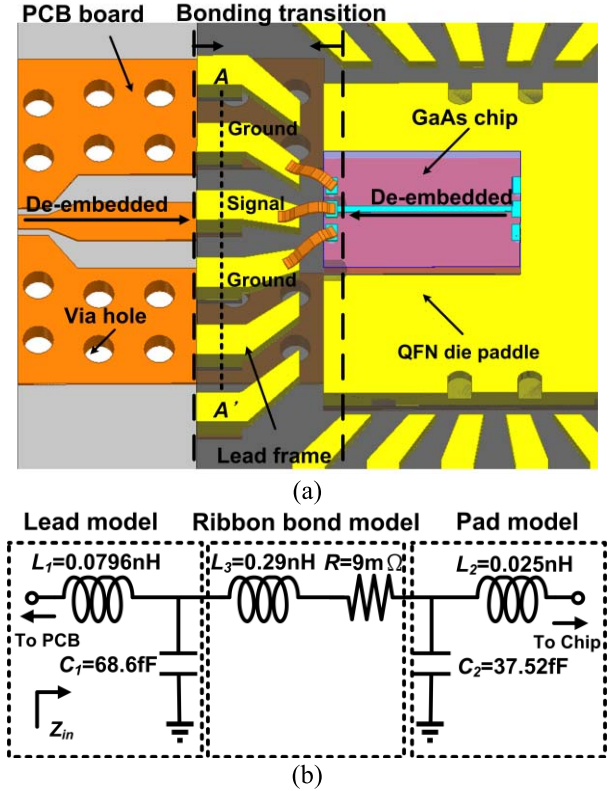 PCB board
Bonding transition
A
Ground
GaAs chip
De-embedded
Signal
De-embedded
Ground
Via hole
QFN die paddle
A'
Lead frame
(a)
Lead model
Ribbon bond model
Pad model
L1=0.0796nH
L3=0.29nH
R=9mΩ
L2=0.025nH
To PCB
To Chip
C1=68.6fF
C2=37.52fF
Zin
(b)